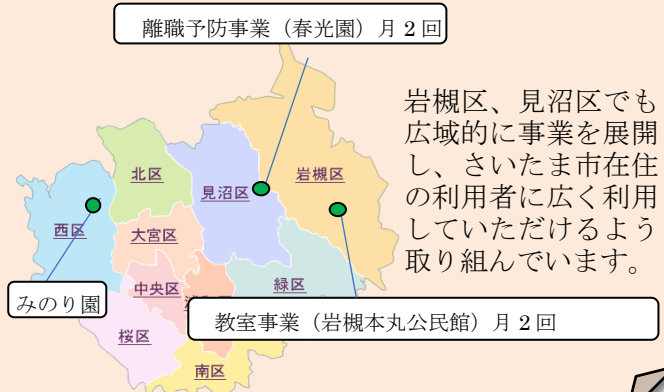 離職予防事業（春光園）月２回
岩槻区、見沼区でも
広域的に事業を展開
し、さいたま市在住
の利用者に広く利用
していただけるよう
取り組んでいます。
北区
見沼区
岩槻区
西区
大宮区
中央区
緑区
みのり園
教室事業（岩槻本丸公民館）月２回
桜区
南区